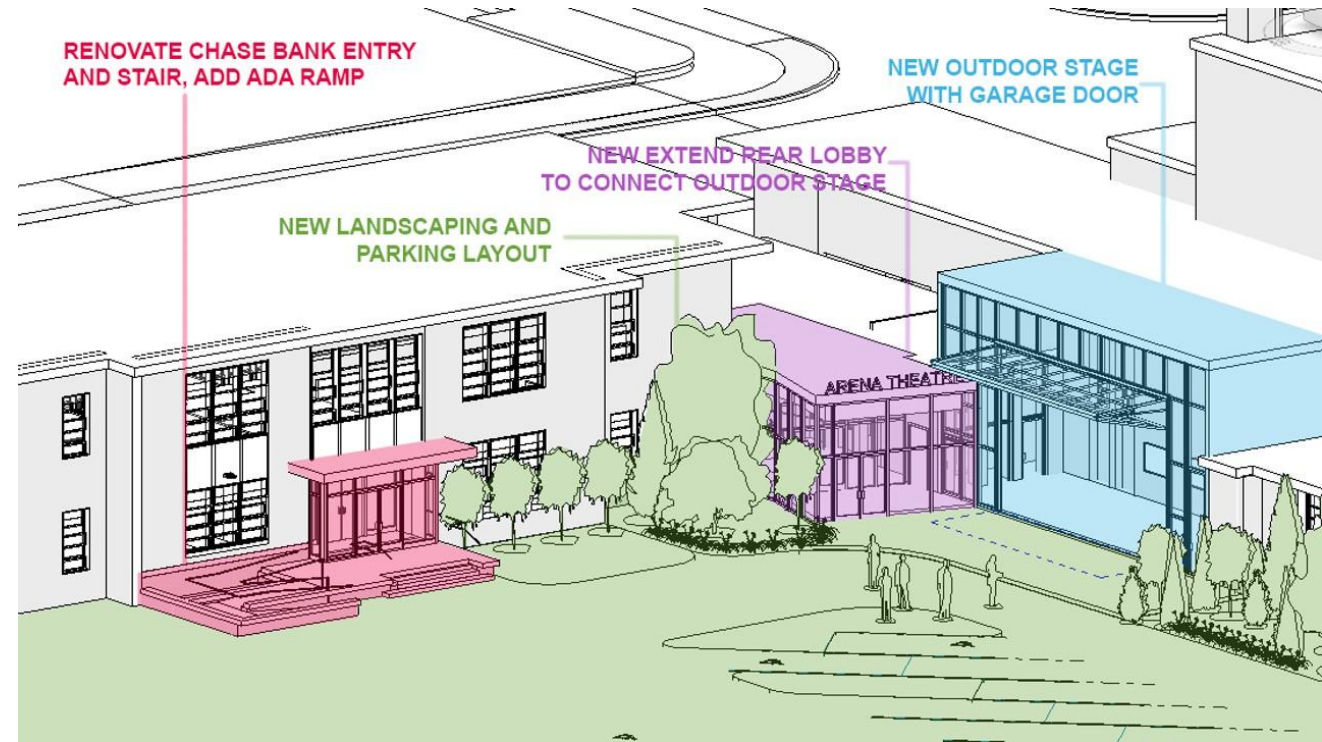 RENOVATE CHASE BANK ENTRY
AND STAIR, ADD ADA RAMP
NEW OUTDOOR STAGE
WITH GARAGE DOOR
NEW EXTEND REAR LOBBY
TO CONNECT OUTDOOR STAGE
NEW LANDSCAPING AND
PARKING LAYOUT
ARENA THEATRE